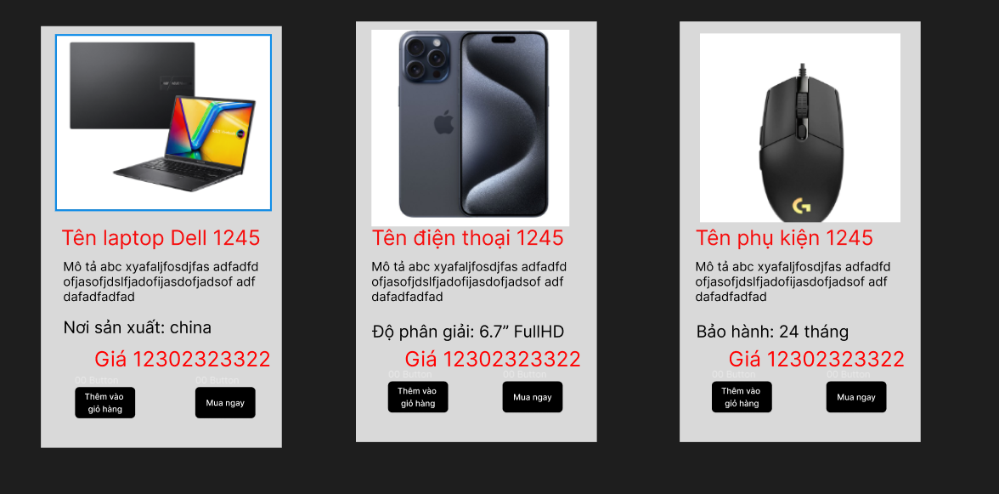 Tên laptop Dell 1245
Mô tả abc xyafaljfosdjfas adfadfd
ofjasofjdslfjadofijasdofjadsof adf
dafadfadfad
Nơi sản xuất: china
Giá 12302323322
00 Button
00 Button
Thêm vào
giỏ hàng
Mua ngay
Tên điện thoại 1245
Mô tả abc xyafaljfosdjfas adfadfd
ofjasofjdslfjadofijasdofjadsof adf
dafadfadfad
Độ phân giải: 6.7” FullHD
Giá 12302323322
00 Button
00 Button
Thêm vào
giỏ hàng
Mua ngay
Tên phụ kiện 1245
Mô tả abc xyafaljfosdjfas adfadfd
ofjasofjdslfjadofijasdofjadsof adf
dafadfadfad
Bảo hành: 24 tháng
Giá 12302323322
00 Button
00 Button
Thêm vào
giỏ hàng
Mua ngay